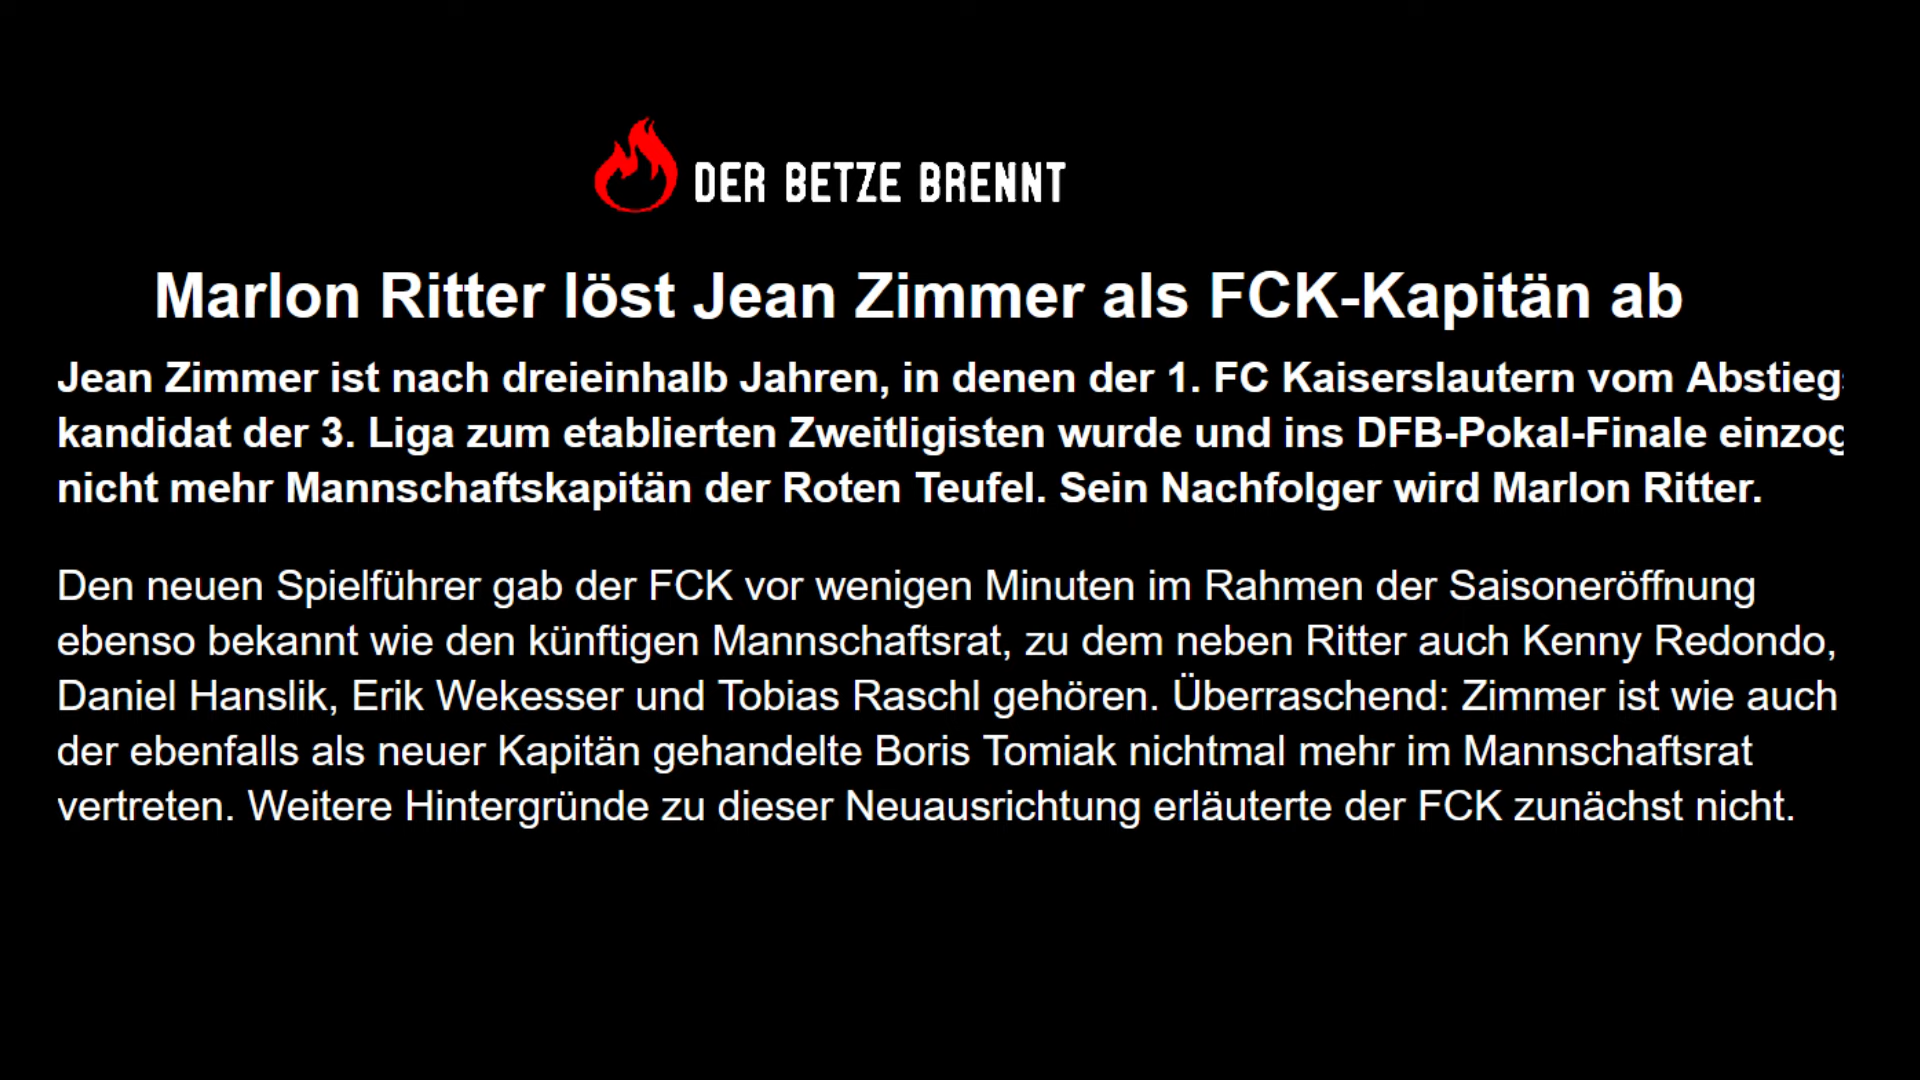 DER BETZE BRENNT
Marlon Ritter löst Jean Zimmer als FCK-Kapitän ab
Jean Zimmer ist nach dreieinhalb Jahren, in denen der 1. FC Kaiserslautern vom Abstieg
kandidat der 3. Liga zum etablierten Zweitligisten wurde und ins DFB-Pokal-Finale einzog
nicht mehr Mannschaftskapitän der Roten Teufel. Sein Nachfolger wird Marlon Ritter.
Den neuen Spielführer gab der FCK vor wenigen Minuten im Rahmen der Saisoneröffnung
ebenso bekannt wie den künftigen Mannschaftsrat, zu dem neben Ritter auch Kenny Redondo,
Daniel Hanslik, Erik Wekesser und Tobias Raschl gehören. Überraschend: Zimmer ist wie auch
der ebenfalls als neuer Kapitän gehandelte Boris Tomiak nichtmal mehr im Mannschaftsrat
vertreten. Weitere Hintergründe zu dieser Neuausrichtung erläuterte der FCK zunächst nicht.